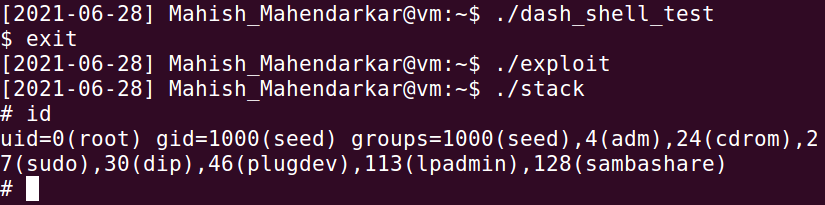 [2021-06-28] Mahish_Mahendarkar@vm:~$ ./dash_shell_test
$ exit
[2021-06-28] Mahish_Mahendarkar@vm:~$ ./exploit
[2021-06-28] Mahish_Mahendarkar@vm:~$ ./stack
# id
uid=0(root) gid=1000(seed) groups=1000(seed),4(adm),24(cdrom),2
7(sudo),30(dip),46(plugdev),113(lpadmin),128(sambashare)
#